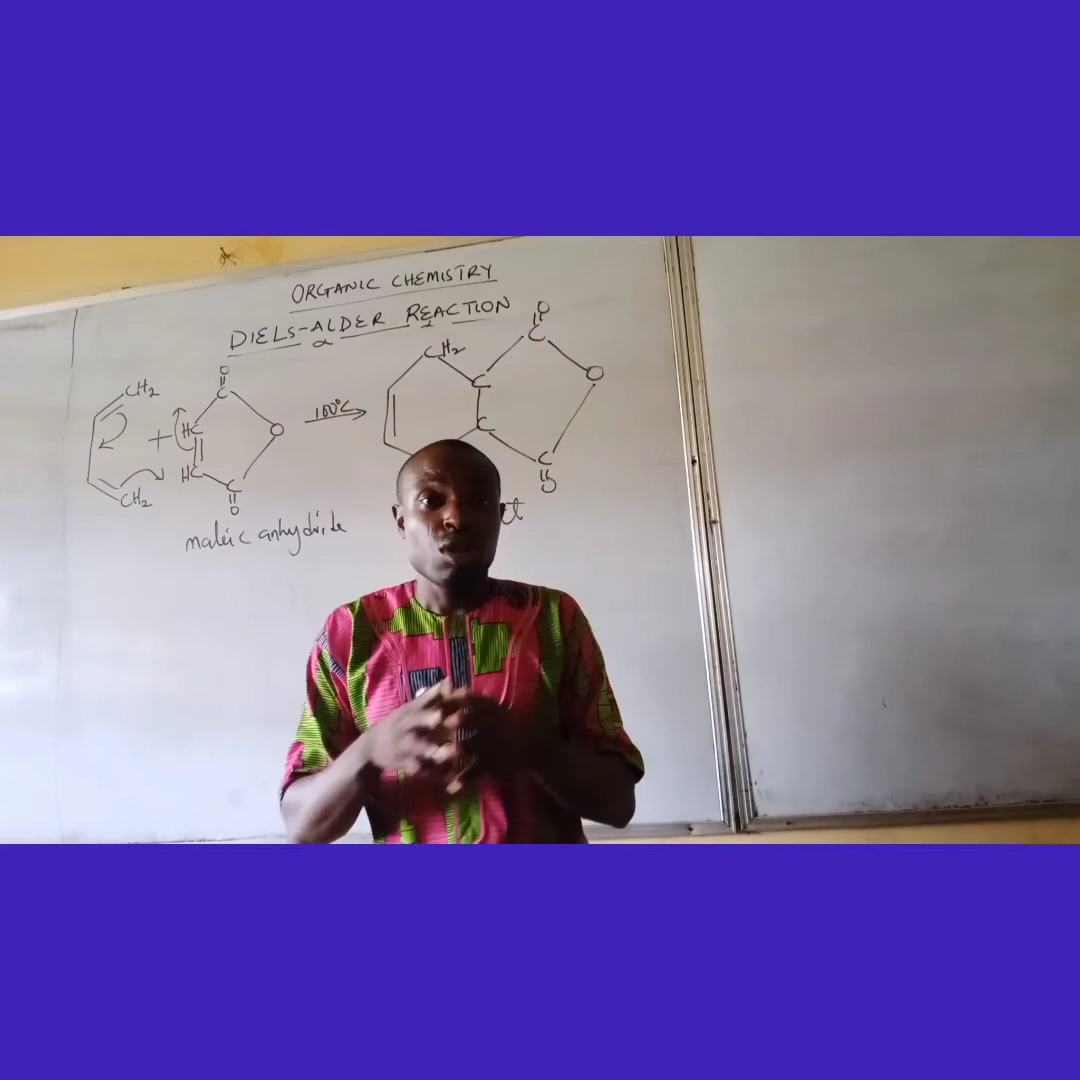 ORGANIC CHEMISTRY
DIELS-ALDER REACTION
CH2
CH2
+
O
C
HC
HC
C
O
O
maleic anhydride
100°C
CH2
C
C
C
O
O
C
O